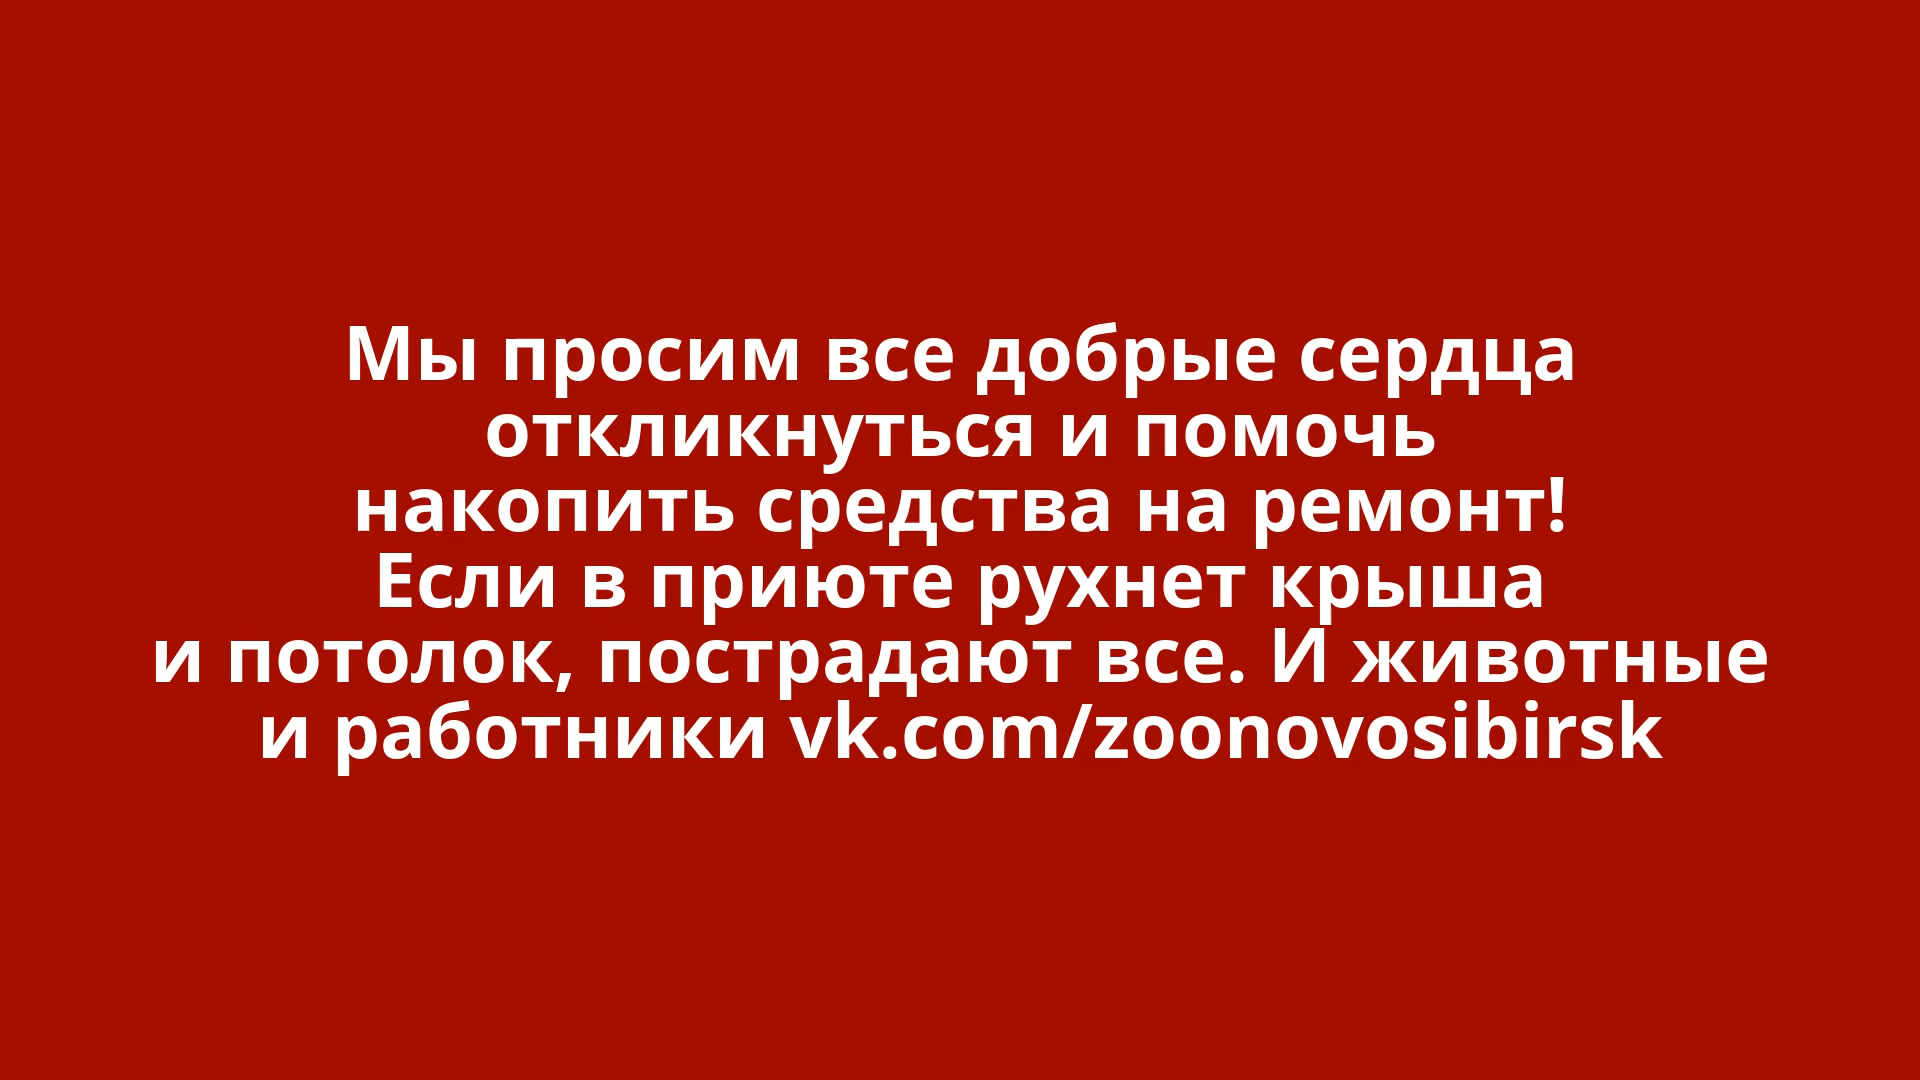 Мы просим все добрые сердца
откликнуться и помочь
накопить средства на ремонт!
Если в приюте рухнет крыша
и потолок, пострадают все. И животные
и работники vk.com/zoonovosibirsk